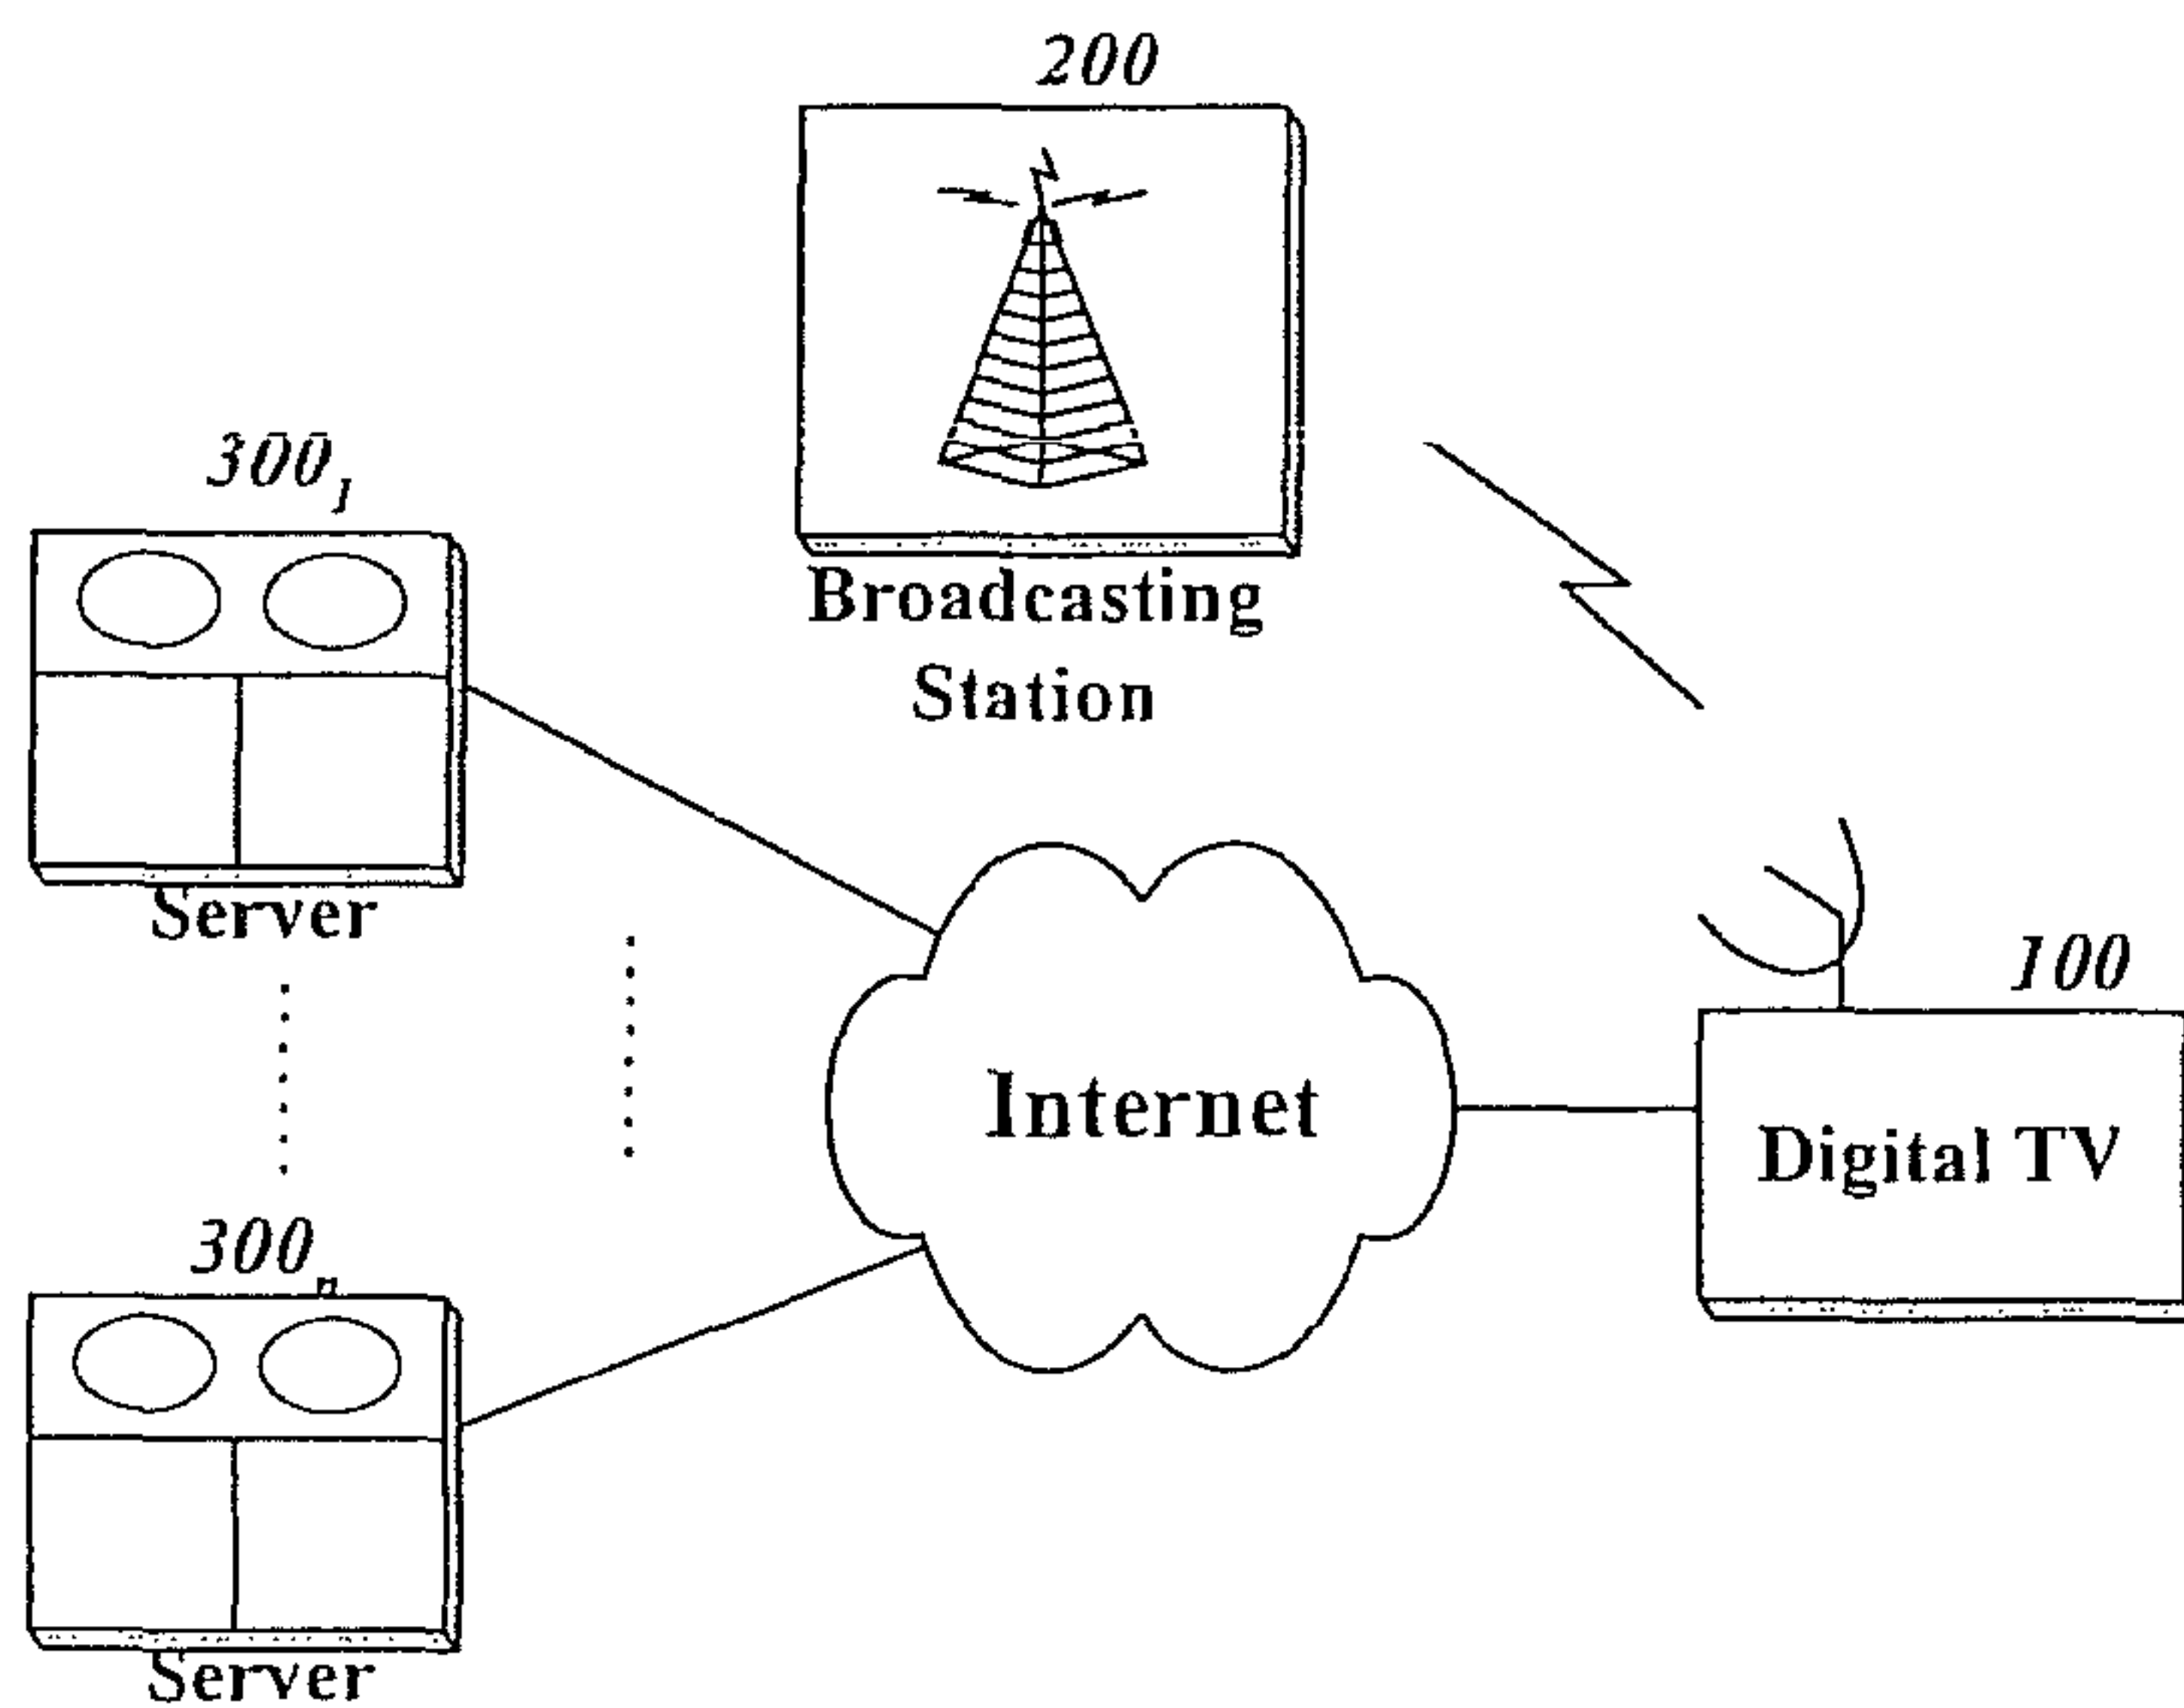 200
Broadcasting
Station
300₁
Server
Internet
100
Digital TV
300ₙ
Server